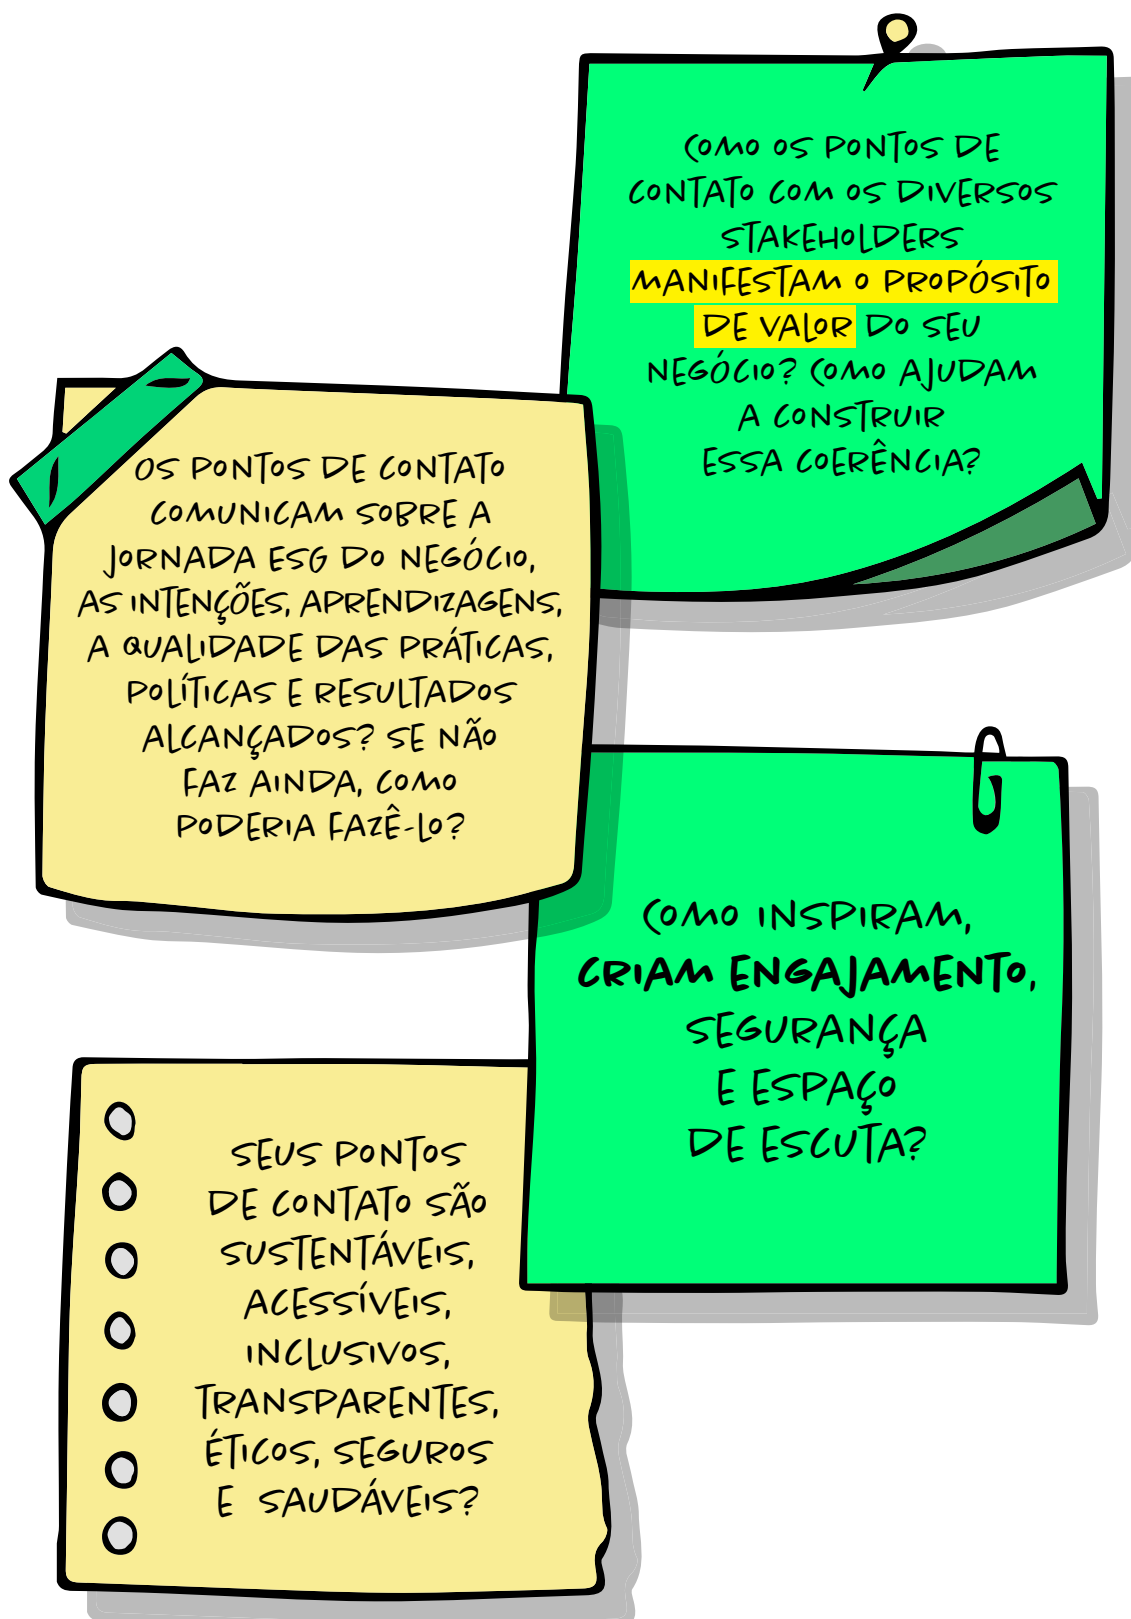 COMO OS PONTOS DE
CONTATO COM OS DIVERSOS
STAKEHOLDERS
MANIFESTAM O PROPÓSITO
DE VALOR DO SEU
NEGÓCIO? COMO AJUDAM
A CONSTRUIR
ESSA COERÊNCIA?
OS PONTOS DE CONTATO
COMUNICAM SOBRE A
JORNADA ESG DO NEGÓCIO,
AS INTENÇÕES, APRENDIZAGENS,
A QUALIDADE DAS PRÁTICAS,
POLÍTICAS E RESULTADOS
ALCANÇADOS? SE NÃO
FAZ AINDA, COMO
PODERIA FAZÊ-LO?
COMO INSPIRAM,
CRIAM ENGAJAMENTO,
SEGURANÇA
E ESPAÇO
DE ESCUTA?
SEUS PONTOS
DE CONTATO SÃO
SUSTENTÁVEIS,
ACESSÍVEIS,
INCLUSIVOS,
TRANSPARENTES,
ÉTICOS, SEGUROS
E SAUDÁVEIS?